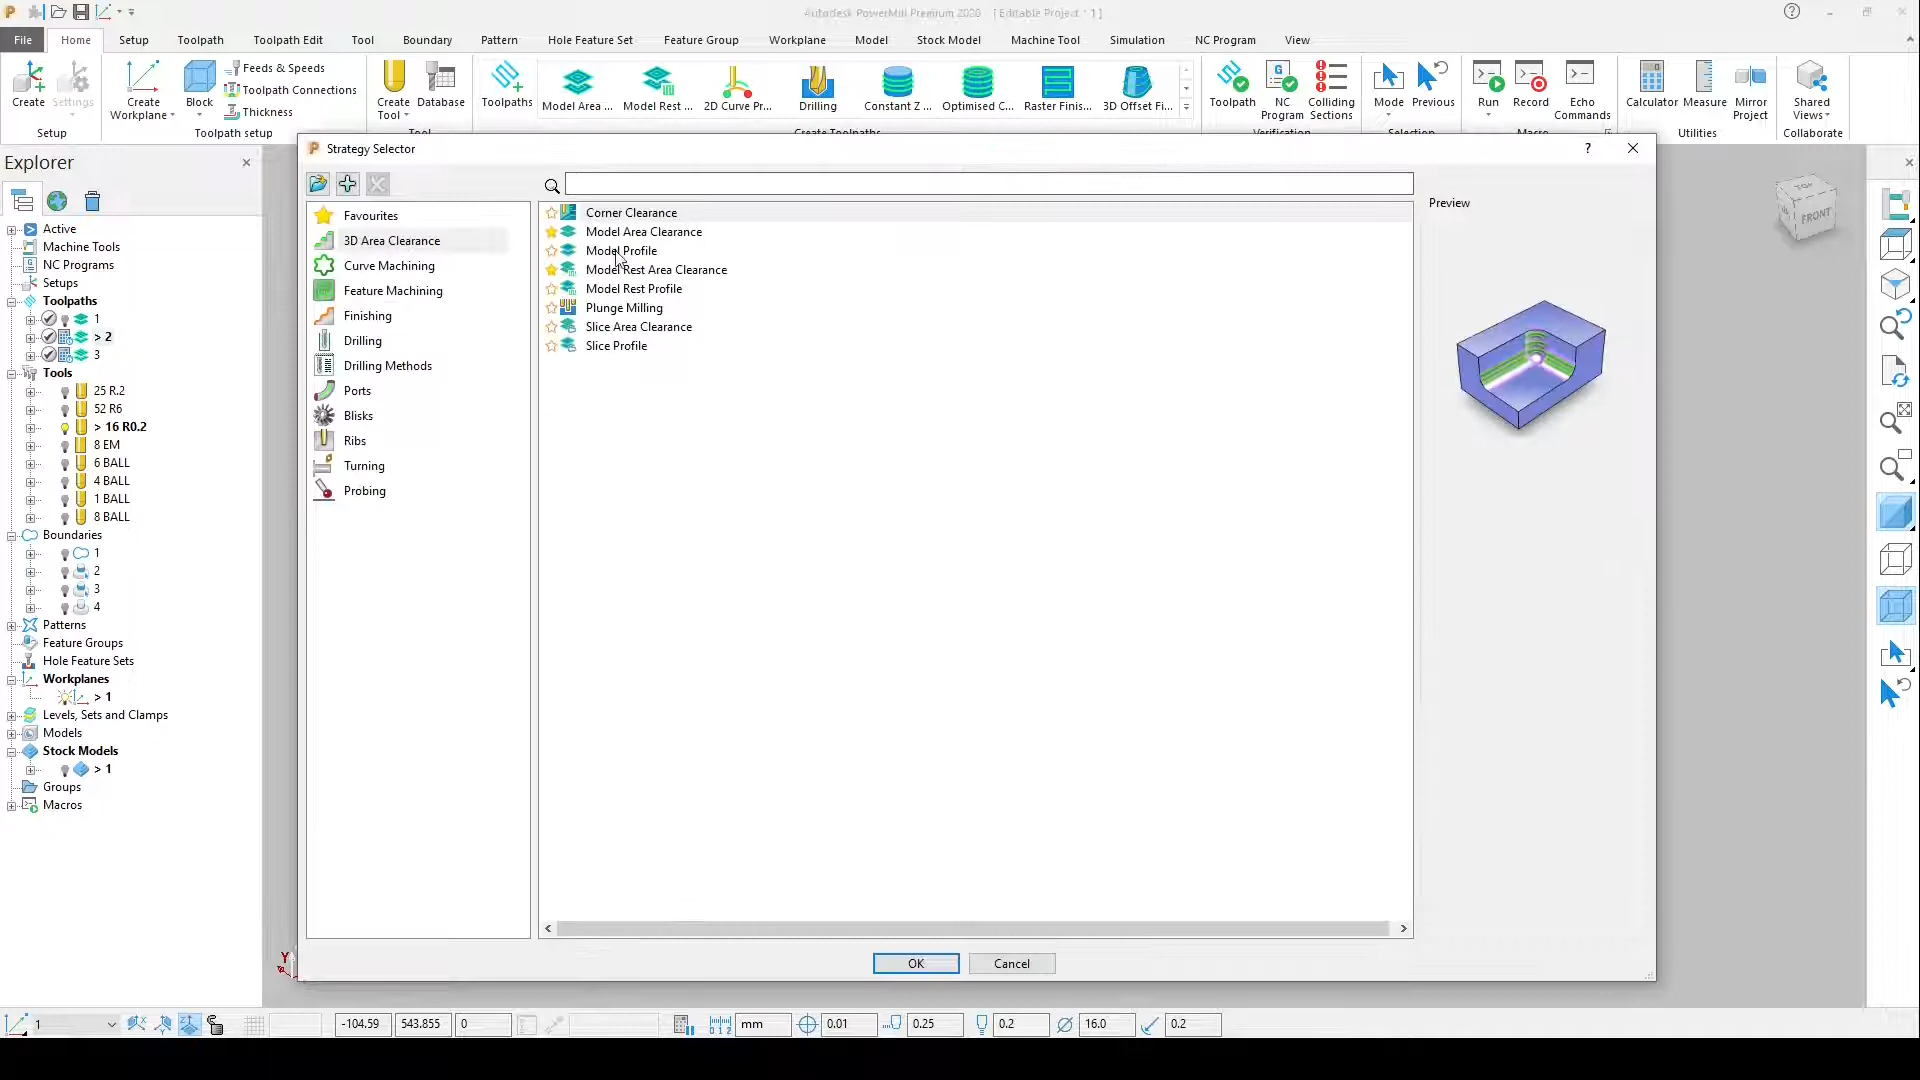 Autodesk PowerMill Premium 2020 [Editable Project * 1]
File Home Setup Toolpath Toolpath Edit Tool Boundary Pattern Hole Feature Set Feature Group Workplane Model Stock Model Machine Tool Simulation NC Program View
Create
Settings
Setup
Create
Workplane
Block
Feeds & Speeds
Toolpath Connections
Thickness
Toolpath setup
Create
Tool
Database
Tool
Toolpaths
Model Area ...
Model Rest ...
2D Curve Pr...
Drilling
Constant Z ...
Optimised C...
Raster Finis...
3D Offset Fi...
Create Toolpaths
Toolpath
NC
Program
Colliding
Sections
Verification
Mode
Previous
Selection
Run
Record
Echo
Commands
Macro
Calculator
Measure
Mirror
Project
Utilities
Shared
Views
Collaborate
Explorer
Active
Machine Tools
NC Programs
Setups
Toolpaths
1
> 2
3
Tools
25 R.2
52 R6
> 16 R0.2
8 EM
6 BALL
4 BALL
1 BALL
8 BALL
Boundaries
1
2
3
4
Patterns
Feature Groups
Hole Feature Sets
Workplanes
> 1
Levels, Sets and Clamps
Models
Stock Models
> 1
Groups
Macros
Strategy Selector
Favourites
3D Area Clearance
Curve Machining
Feature Machining
Finishing
Drilling
Drilling Methods
Ports
Blisks
Ribs
Turning
Probing
Corner Clearance
Model Area Clearance
Model Profile
Model Rest Area Clearance
Model Rest Profile
Plunge Milling
Slice Area Clearance
Slice Profile
Preview
OK
Cancel
TOP
FRONT
Y
1 -104.59 543.855 0 mm 0.01 0.25 0.2 16.0 0.2